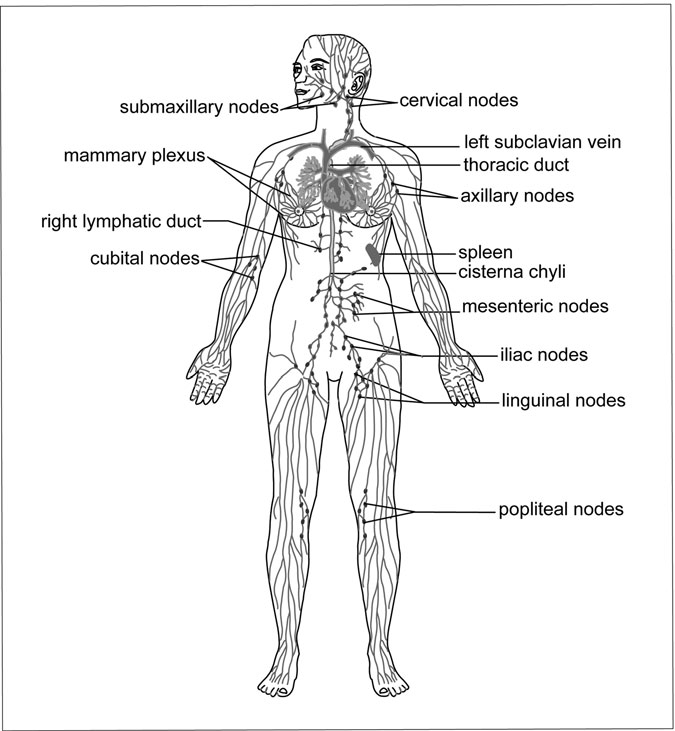 submaxillary nodes
cervical nodes
left subclavian vein
mammary plexus
thoracic duct
axillary nodes
right lymphatic duct
cubital nodes
spleen
cisterna chyli
mesenteric nodes
iliac nodes
linguinal nodes
popliteal nodes